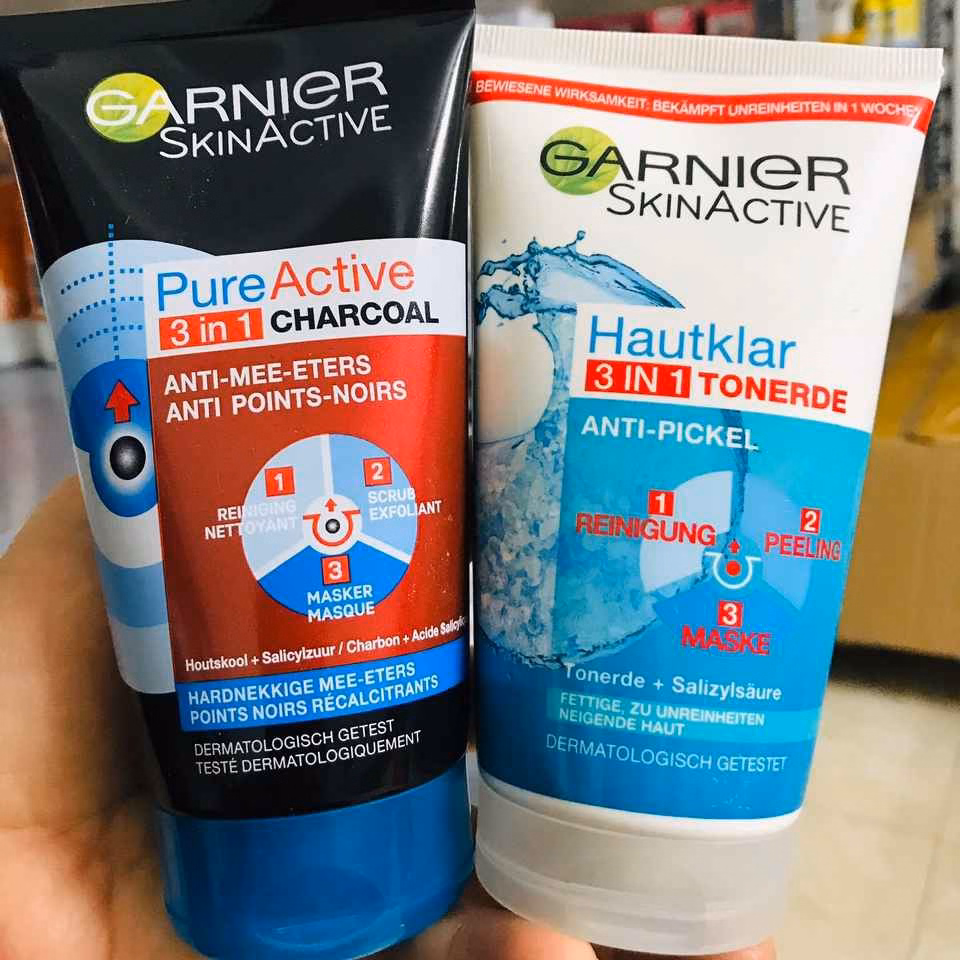 GARNIER
SKINACTIVE
PureActive
3 in 1 CHARCOAL
ANTI-MEE-ETERS
ANTI POINTS-NOIRS
1
REINIGING
NETTOYANT
2
SCRUB
EXFOLIANT
3
MASKER
MASQUE
Houtskool + Salicylzuur / Charbon + Acide
HARDNEKKIGE MEE-ETERS
POINTS NOIRS RÉCALCITRANTS
DERMATOLOGISCH GETEST
TESTÉ DERMATOLOGIQUEMENT
BEWIESENE WIRKSAMKEIT: BEKÄMPFT UNREINHEITEN IN 1 WOCHE
GARNIER
SKINACTIVE
Hautklar
3 IN 1 TONERDE
ANTI-PICKEL
1
REINIGUNG
2
PEELING
3
MASKE
Tonerde + Salizylsäure
FETTIGE, ZU UNREINHEITEN
NEIGENDE HAUT
DERMATOLOGISCH GETESTET